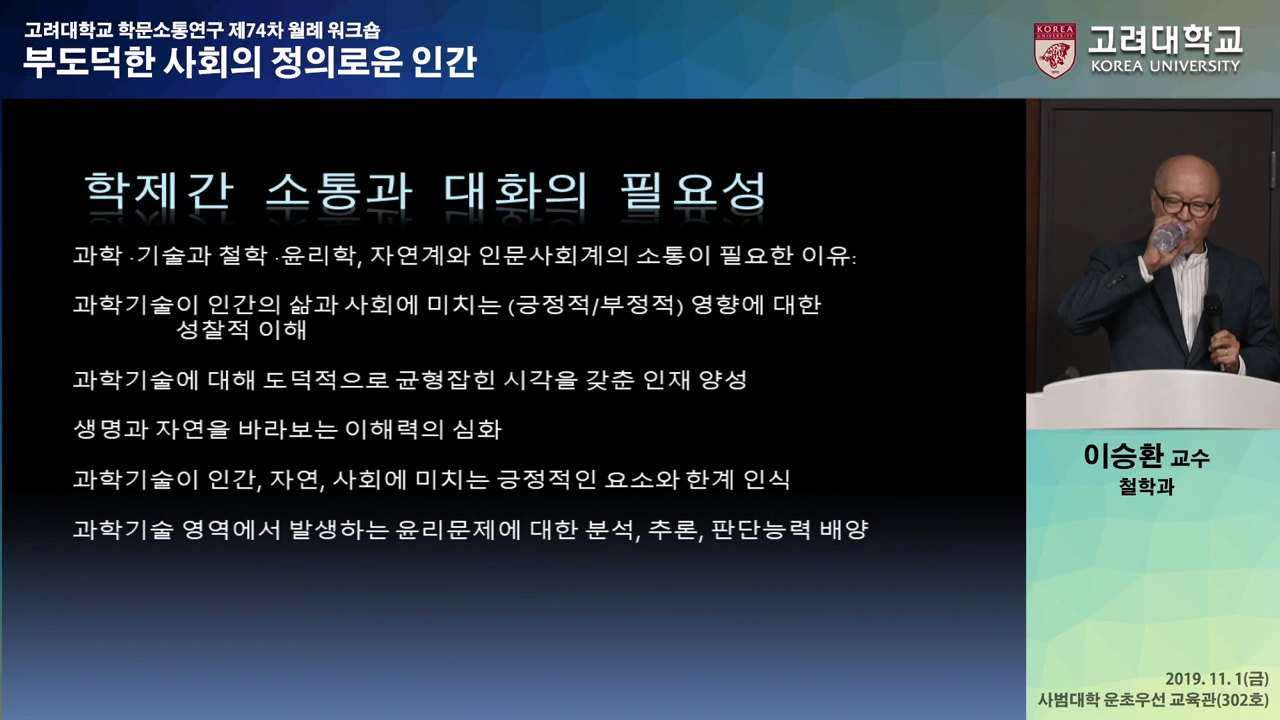 고려대학교 학문소통연구 제74차 월례 워크숍
부도덕한 사회의 정의로운 인간
KOREA
UNIVERSITY
고려대학교
KOREA UNIVERSITY
학제간 소통과 대화의 필요성
과학 ·기술과 철학 ·윤리학, 자연계와 인문사회계의 소통이 필요한 이유:
과학기술이 인간의 삶과 사회에 미치는 (긍정적/부정적) 영향에 대한
성찰적 이해
과학기술에 대해 도덕적으로 균형잡힌 시각을 갖춘 인재 양성
생명과 자연을 바라보는 이해력의 심화
과학기술이 인간, 자연, 사회에 미치는 긍정적인 요소와 한계 인식
과학기술 영역에서 발생하는 윤리문제에 대한 분석, 추론, 판단능력 배양
이승환 교수
철학과
2019. 11. 1(금)
사범대학 운초우선 교육관(302호)